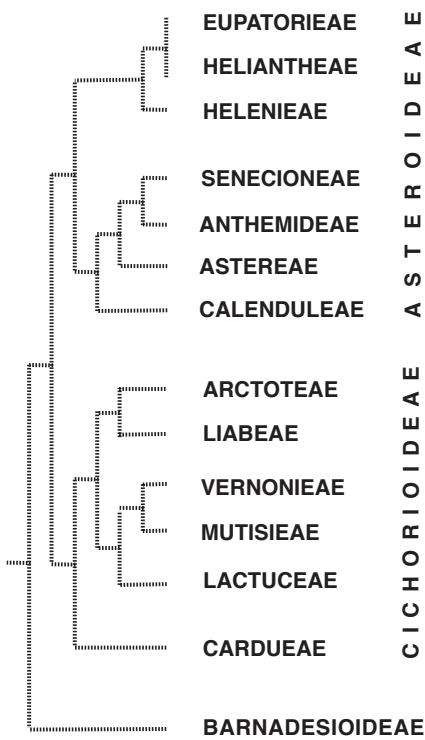 EUPATORIEAE
HELIANTHEAE
HELENIEAE
SENECIONEAE
ANTHEMIDEAE
ASTEREAE
CALENDULEAE
ASTEROIDEAE
ARCTOTEAE
LIABEAE
VERNONIEAE
MUTISIEAE
LACTUCEAE
CARDUEAE
CICHORIOIDEAE
BARNADESIOIDEAE